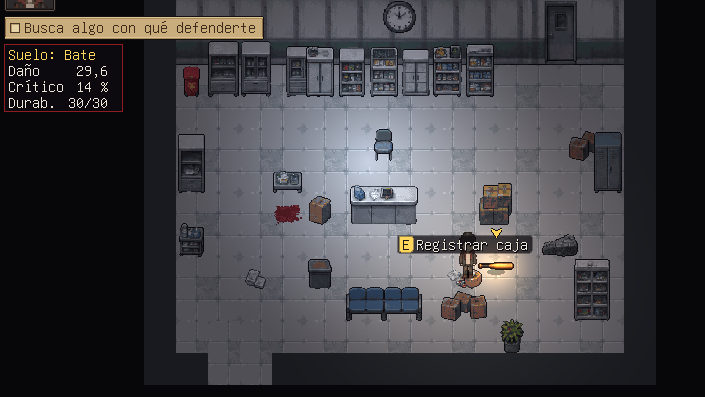 Busca algo con qué defenderte
Suelo: Bate
Daño 29,6
Crítico 14 %
Durab. 30/30
E Registrar caja